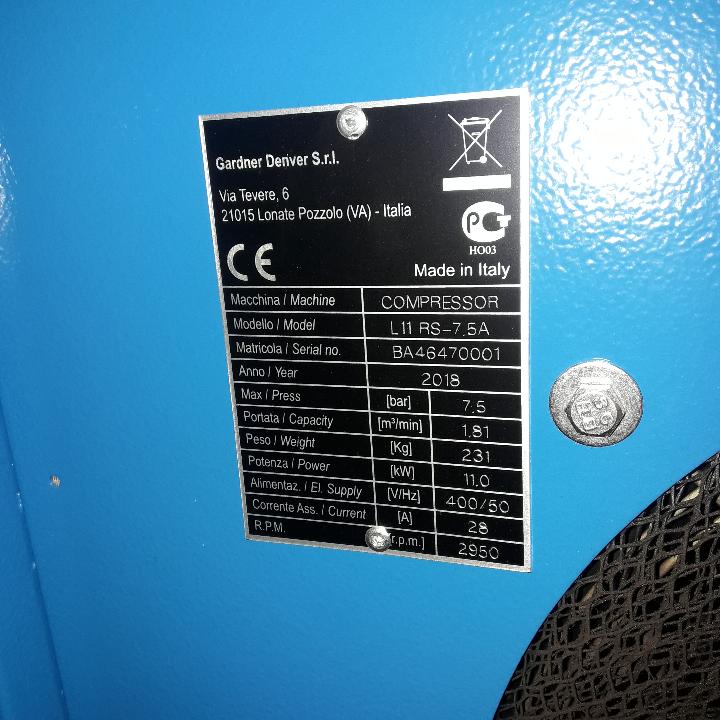 Gardner Denver S.r.l.
Via Tevere, 6
21015 Lonate Pozzolo (VA) - Italia
PCT
HO03
CE
Made in Italy
Macchina / Machine COMPRESSOR
Modello / Model L11 RS-7.5A
Matricola / Serial no. BA46470001
Anno / Year 2018
Max / Press [bar] 7.5
Portata / Capacity [m³/min] 1.81
Peso / Weight [Kg] 231
Potenza / Power [kW] 11.0
Alimentaz. / El. Supply [V/Hz] 400/50
Corrente Ass. / Current [A] 28
R.P.M. [r.p.m.] 2950